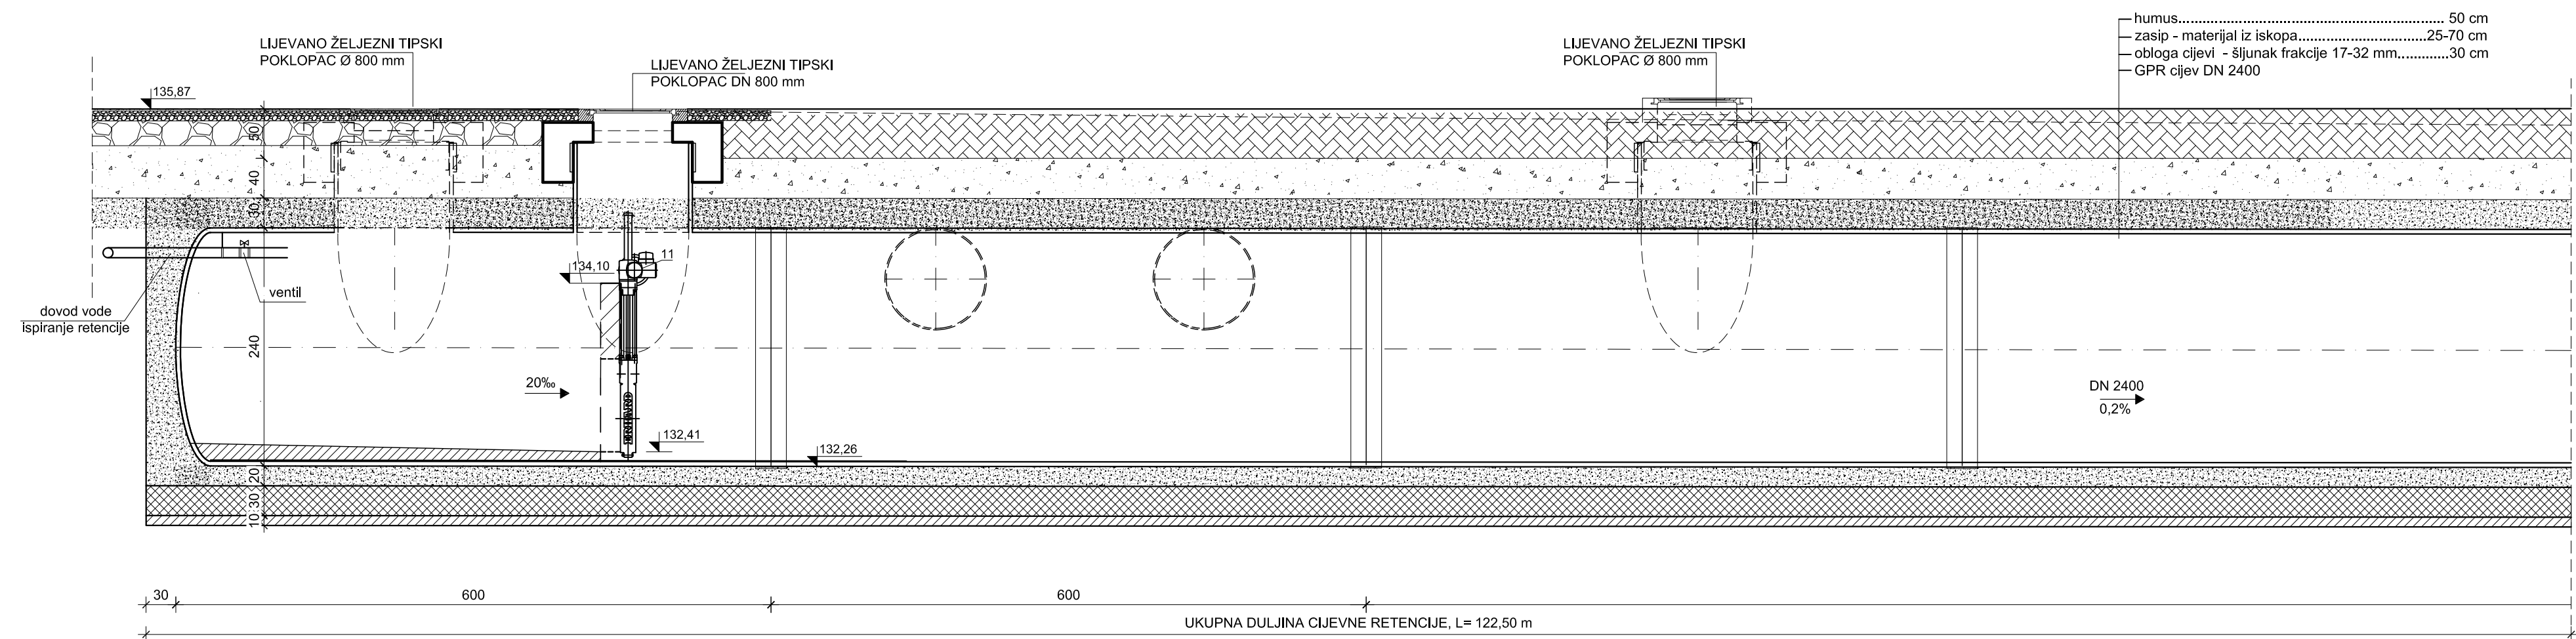 LIJEVANO ŽELJEZNI TIPSKI
POKLOPAC Ø 800 mm
LIJEVANO ŽELJEZNI TIPSKI
POKLOPAC DN 800 mm
LIJEVANO ŽELJEZNI TIPSKI
POKLOPAC Ø 800 mm
humus.......................................................................... 50 cm
zasip - materijal iz iskopa....................................25-70 cm
obloga cijevi - šljunak frakcije 17-32 mm..............30 cm
GPR cijev DN 2400
135,87
50
40
30
11
134,10
ventil
dovod vode
ispiranje retencije
240
20‰
DN 2400
0,2%
132,41
132,26
20
30
10
30
600
600
UKUPNA DULJINA CIJEVNE RETENCIJE, L= 122,50 m